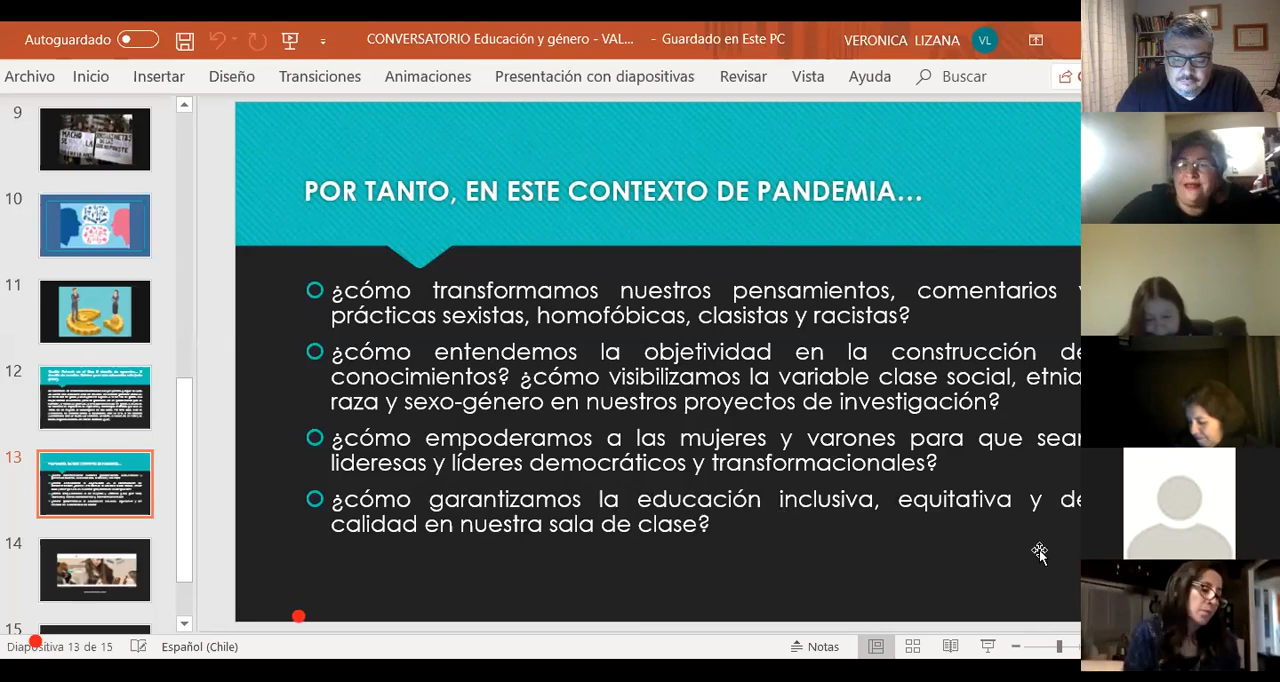 Autoguardado
CONVERSATORIO Educación y género - VAL... - Guardado en Este PC
VERONICA LIZANA
VL
Archivo Inicio Insertar Diseño Transiciones Animaciones Presentación con diapositivas Revisar Vista Ayuda Buscar
9
10
11
12
13
14
15
POR TANTO, EN ESTE CONTEXTO DE PANDEMIA...
¿cómo transformamos nuestros pensamientos, comentarios y
prácticas sexistas, homofóbicas, clasistas y racistas?
¿cómo entendemos la objetividad en la construcción de
conocimientos? ¿cómo visibilizamos la variable clase social, etnia
raza y sexo-género en nuestros proyectos de investigación?
¿cómo empoderamos a las mujeres y varones para que sean
lideresas y líderes democráticos y transformacionales?
¿cómo garantizamos la educación inclusiva, equitativa y de
calidad en nuestra sala de clase?
Diapositiva 13 de 15 Español (Chile) Notas